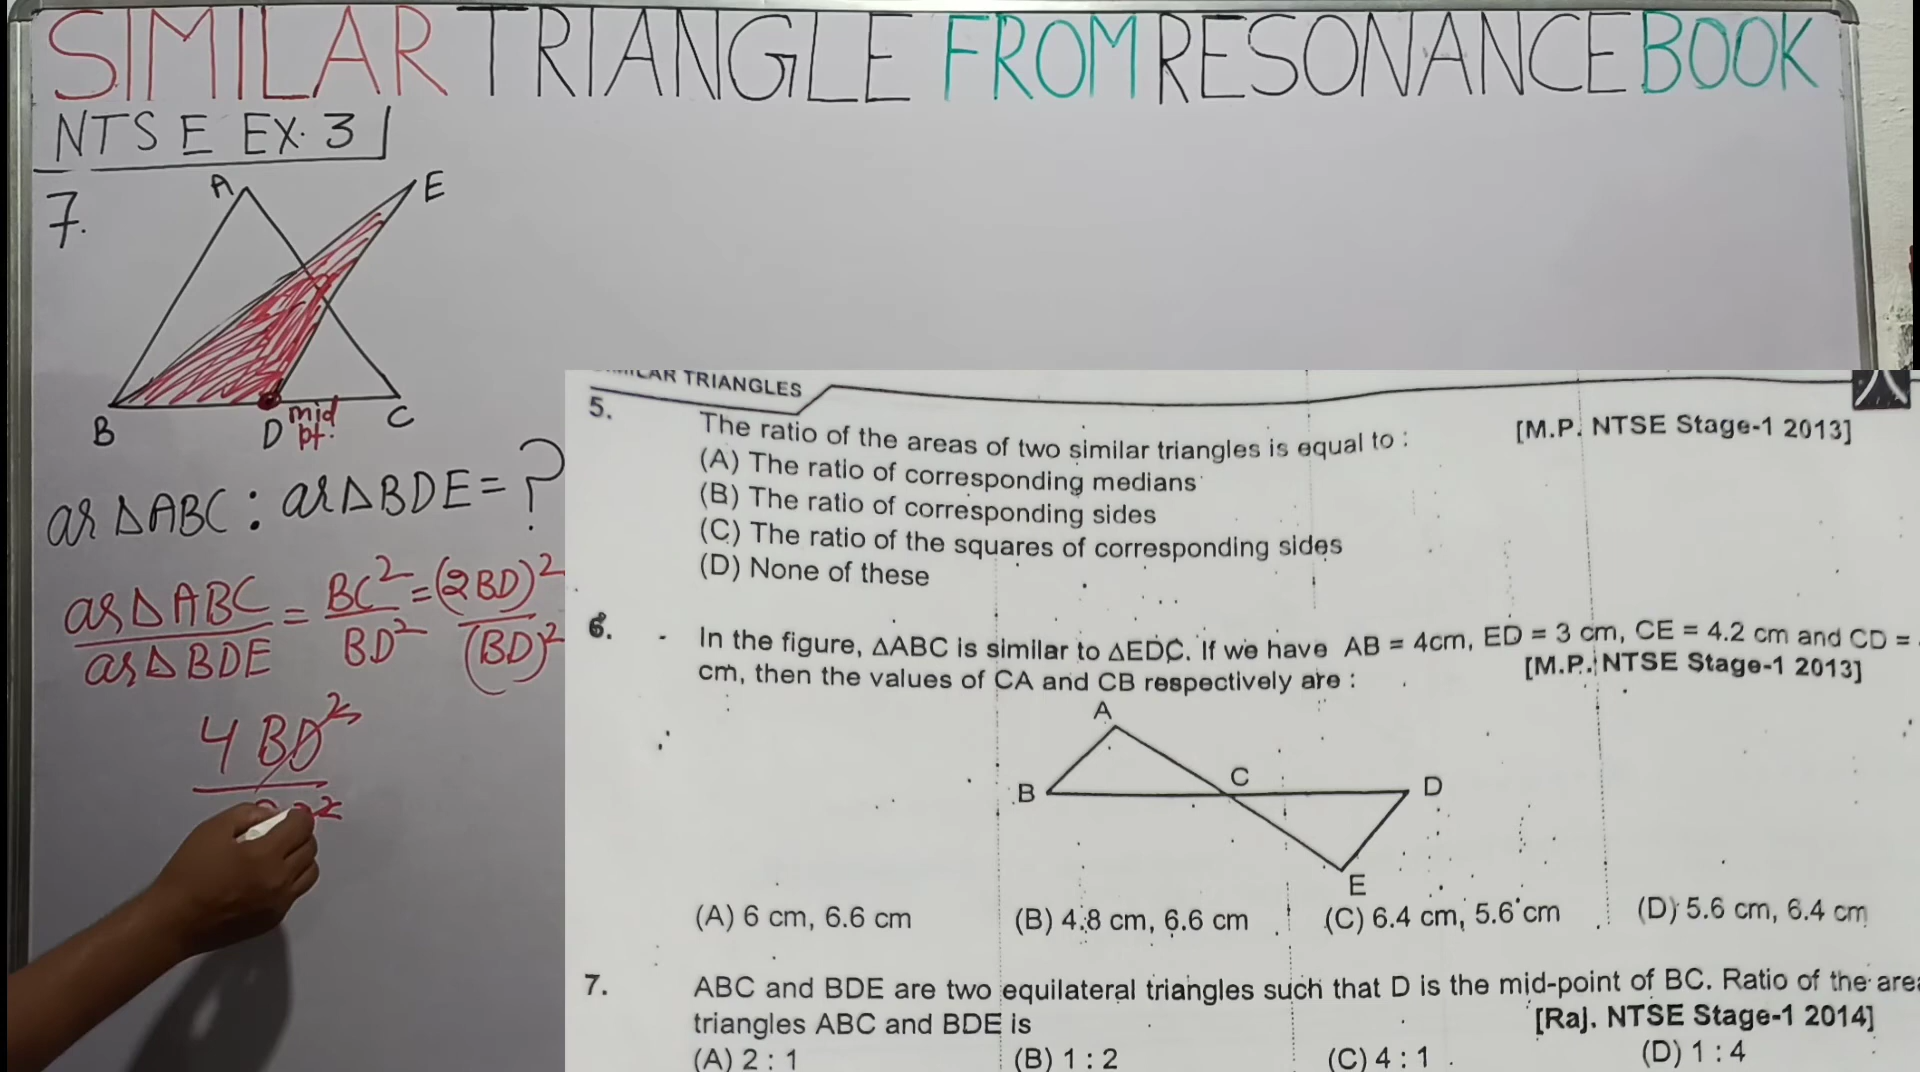 SIMILAR TRIANGLE FROM RESONANCE BOOK
NTSE EX. 3
7.
A
E
B
D
mid
pt.
C
ar △ABC : ar△BDE = ?
ar△ABC / ar△BDE = BC² / BD² = (2BD)² / (BD)²
4 BD²
SIMILAR TRIANGLES
5. The ratio of the areas of two similar triangles is equal to : [M.P. NTSE Stage-1 2013]
(A) The ratio of corresponding medians
(B) The ratio of corresponding sides
(C) The ratio of the squares of corresponding sides
(D) None of these
6. In the figure, △ABC is similar to △EDC. If we have AB = 4cm, ED = 3 cm, CE = 4.2 cm and CD =
cm, then the values of CA and CB respectively are : [M.P. NTSE Stage-1 2013]
A
B
C
D
E
(A) 6 cm, 6.6 cm (B) 4.8 cm, 6.6 cm (C) 6.4 cm, 5.6 cm (D) 5.6 cm, 6.4 cm
7. ABC and BDE are two equilateral triangles such that D is the mid-point of BC. Ratio of the
triangles ABC and BDE is [Raj. NTSE Stage-1 2014]
(A) 2 : 1 (B) 1 : 2 (C) 4 : 1 (D) 1 : 4